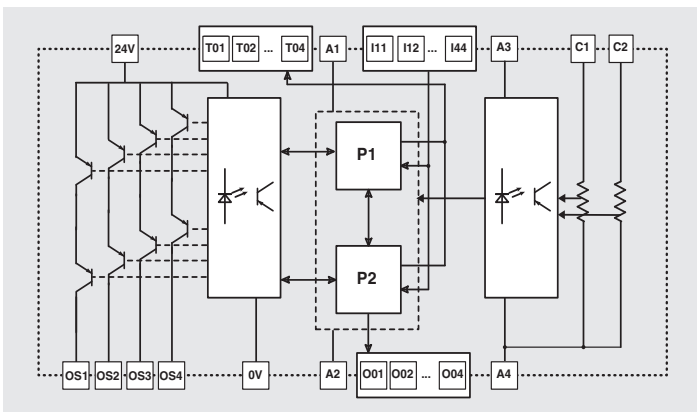 24V T01 T02 ... T04 A1 I11 I12 ... I44 A3 C1 C2
P1
P2
OS1 OS2 OS3 OS4 0V A2 O01 O02 ... O04 A4